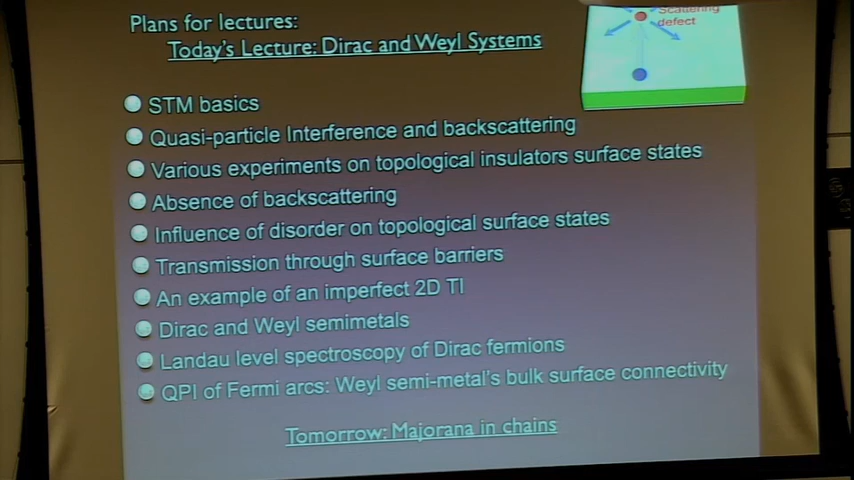 Plans for lectures:
Today's Lecture: Dirac and Weyl Systems
Scattering
defect
STM basics
Quasi-particle Interference and backscattering
Various experiments on topological insulators surface states
Absence of backscattering
Influence of disorder on topological surface states
Transmission through surface barriers
An example of an imperfect 2D TI
Dirac and Weyl semimetals
Landau level spectroscopy of Dirac fermions
QPI of Fermi arcs: Weyl semi-metal's bulk surface connectivity
Tomorrow: Majorana in chains